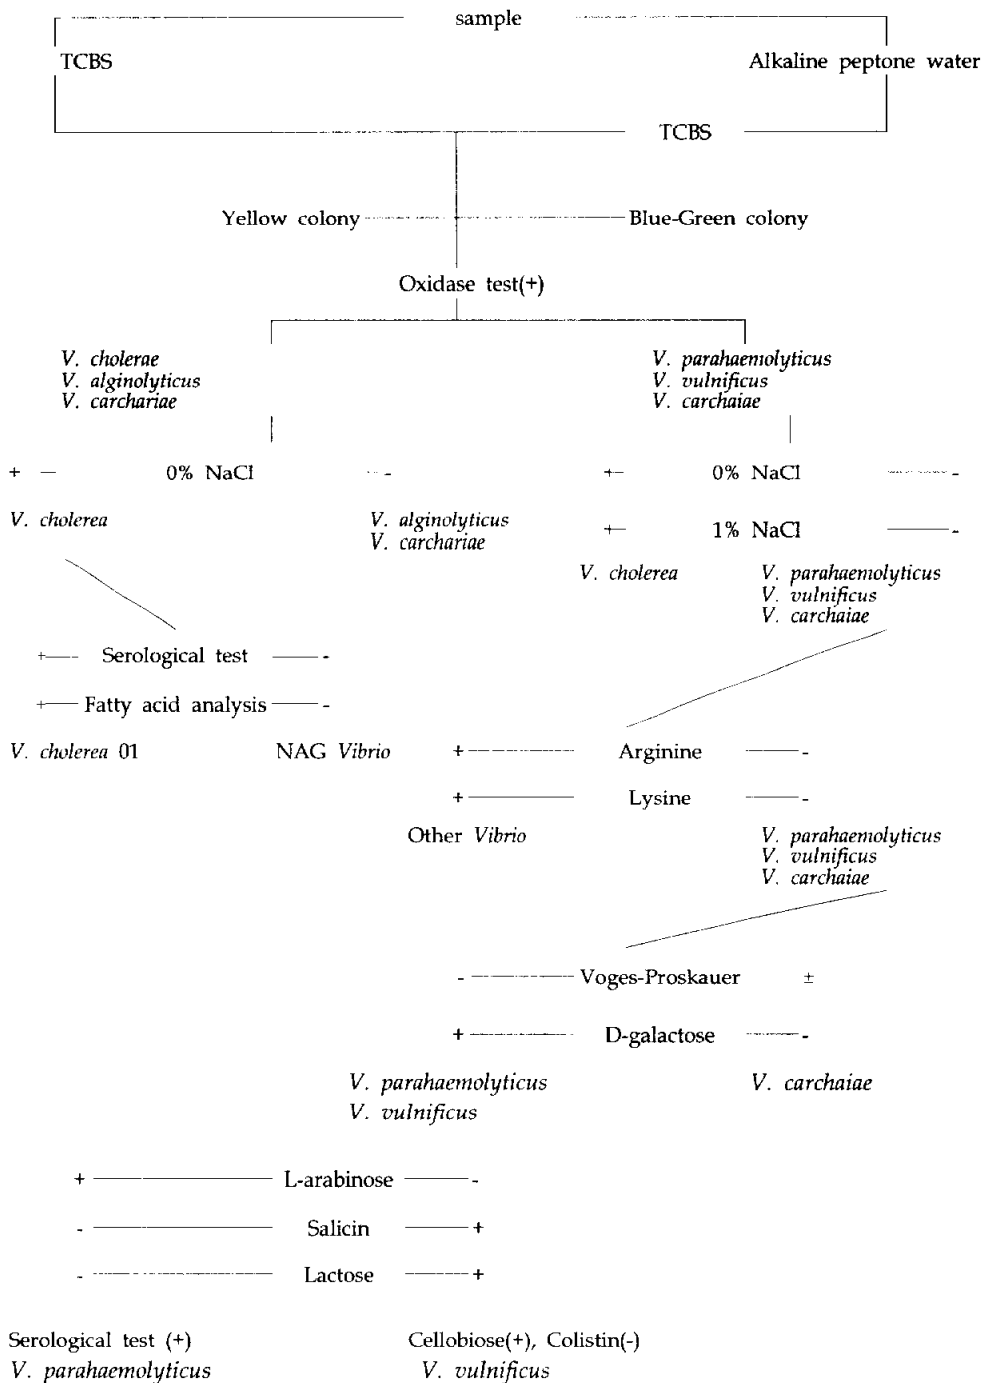 sample
TCBS Alkaline peptone water
TCBS
Yellow colony Blue-Green colony
Oxidase test(+)
V. cholerae
V. alginolyticus
V. carchariae
V. parahaemolyticus
V. vulnificus
V. carchaiae
+ 0% NaCl -
+ 0% NaCl -
V. cholerea
V. alginolyticus
V. carchariae
+ 1% NaCl -
V. cholerea
V. parahaemolyticus
V. vulnificus
V. carchaiae
+ Serological test -
+ Fatty acid analysis -
V. cholerea 01 NAG Vibrio
+ Arginine -
+ Lysine -
Other Vibrio
V. parahaemolyticus
V. vulnificus
V. carchaiae
- Voges-Proskauer ±
+ D-galactose -
V. parahaemolyticus
V. vulnificus
V. carchaiae
+ L-arabinose -
- Salicin +
- Lactose +
Serological test (+)
V. parahaemolyticus
Cellobiose(+), Colistin(-)
V. vulnificus